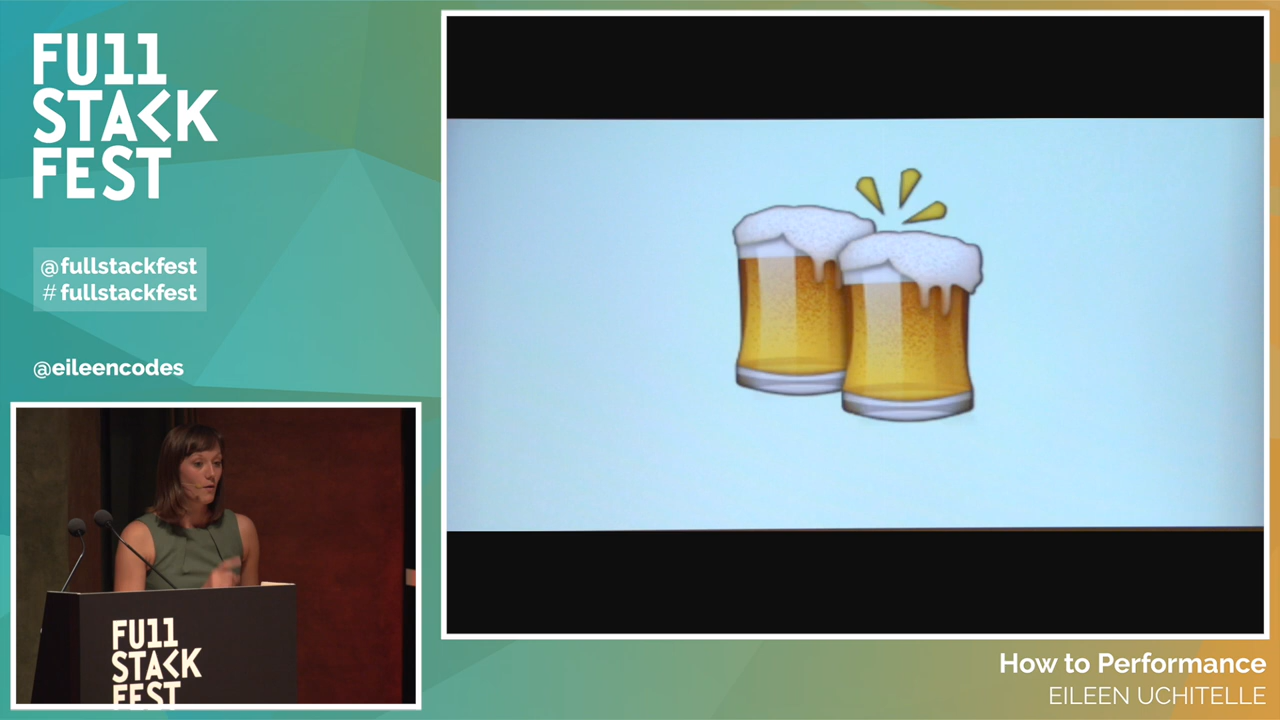 FU11
STACK
FEST
@fullstackfest
#fullstackfest
@eileencodes
FU11
STACK
FEST
How to Performance
EILEEN UCHITELLE